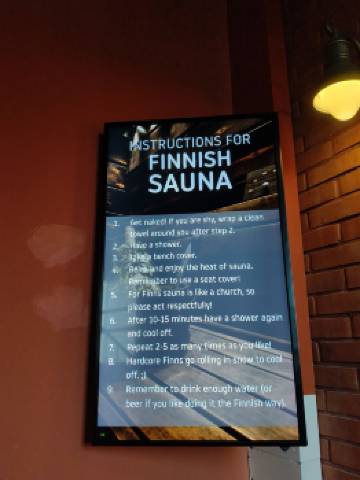 INSTRUCTIONS FOR
FINNISH
SAUNA
1. Get naked! If you are shy, wrap a clean
towel around you after step 2.
2. Have a shower.
3. Take a bench cover.
4. Relax and enjoy the heat of sauna.
Remember to use a seat cover!
5. For Finns sauna is like a church, so
please act respectfully!
6. After 10-15 minutes have a shower again
and cool off.
7. Repeat 2-5 as many times as you like!
8. Hardcore Finns go rolling in snow to cool
off. ;)
9. Remember to drink enough water (or
beer if you like doing it the Finnish way).